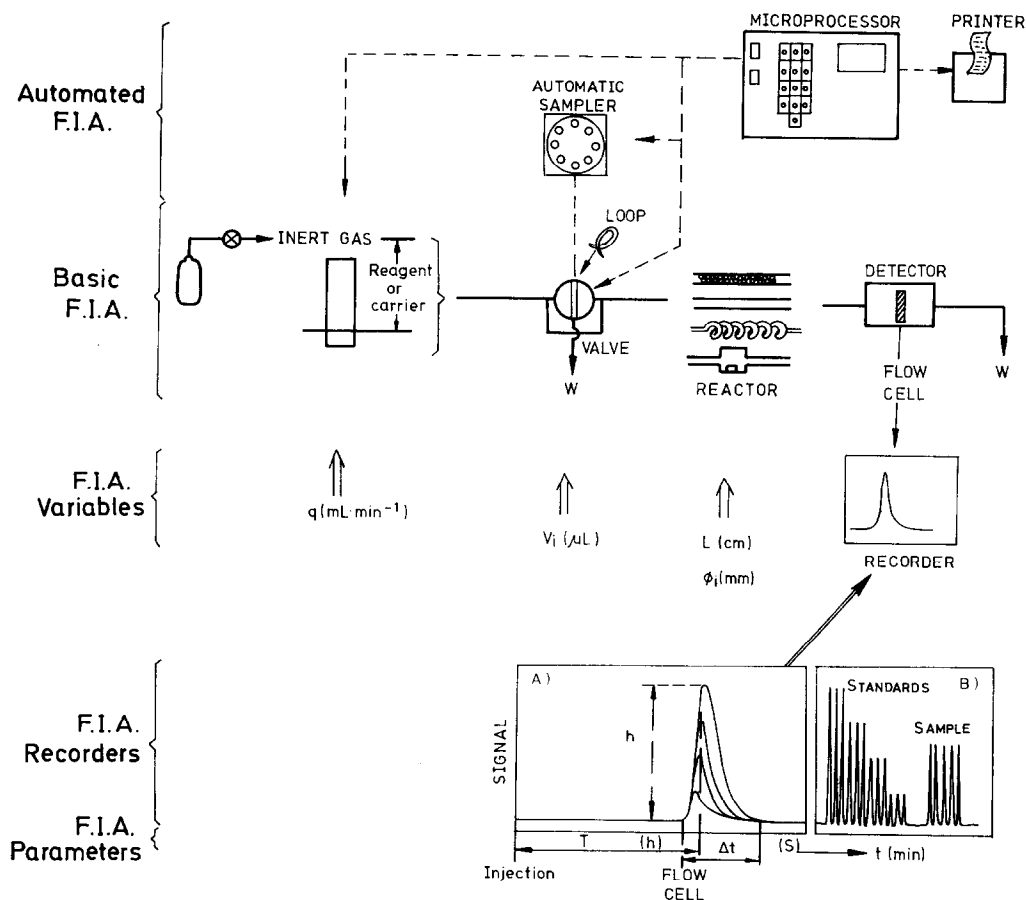 MICROPROCESSOR
PRINTER
Automated
F.I.A.
AUTOMATIC
SAMPLER
LOOP
INERT GAS
Reagent
or
carrier
Basic
F.I.A.
VALVE
W
REACTOR
DETECTOR
FLOW
CELL
W
F.I.A.
Variables
q (mL·min⁻¹)
Vi (μL)
L (cm)
ϕi (mm)
RECORDER
F.I.A.
Recorders
SIGNAL
A)
h
STANDARDS
B)
SAMPLE
F.I.A.
Parameters
T
(h)
Δt
(S)
t (min)
Injection
FLOW
CELL